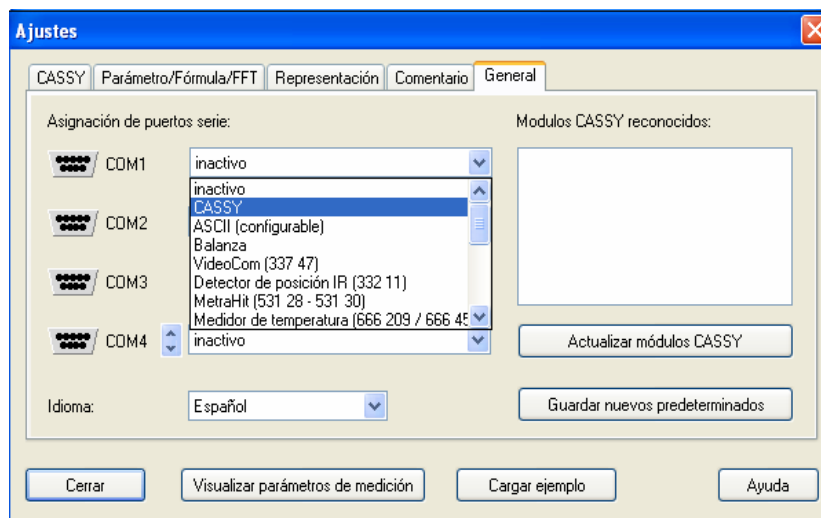 Ajustes
CASSY Parámetro/Fórmula/FFT Representación Comentario General
Asignación de puertos serie:
Modulos CASSY reconocidos:
COM1 inactivo
inactivo
CASSY
ASCII (configurable)
COM2
Balanza
VideoCom (337 47)
Detector de posición IR (332 11)
COM3
MetraHit (531 28 - 531 30)
Medidor de temperatura (666 209 / 666 45
COM4 inactivo
Actualizar módulos CASSY
Idioma: Español
Guardar nuevos predeterminados
Cerrar Visualizar parámetros de medición Cargar ejemplo Ayuda